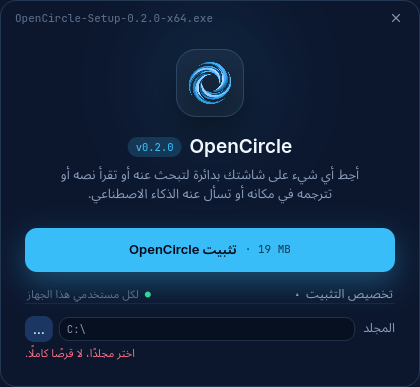 OpenCircle-Setup-0.2.0-x64.exe
OpenCircle v0.2.0
أحِط أي شيء على شاشتك بدائرة لتبحث عنه أو تقرأ نصه أو
تترجمه في مكانه أو تسأل عنه الذكاء الاصطناعي.
تثبيت OpenCircle · 19 MB
تخصيص التثبيت
لكل مستخدمي هذا الجهاز
المجلد C:\ ...
اختر مجلدًا، لا قرصًا كاملًا.